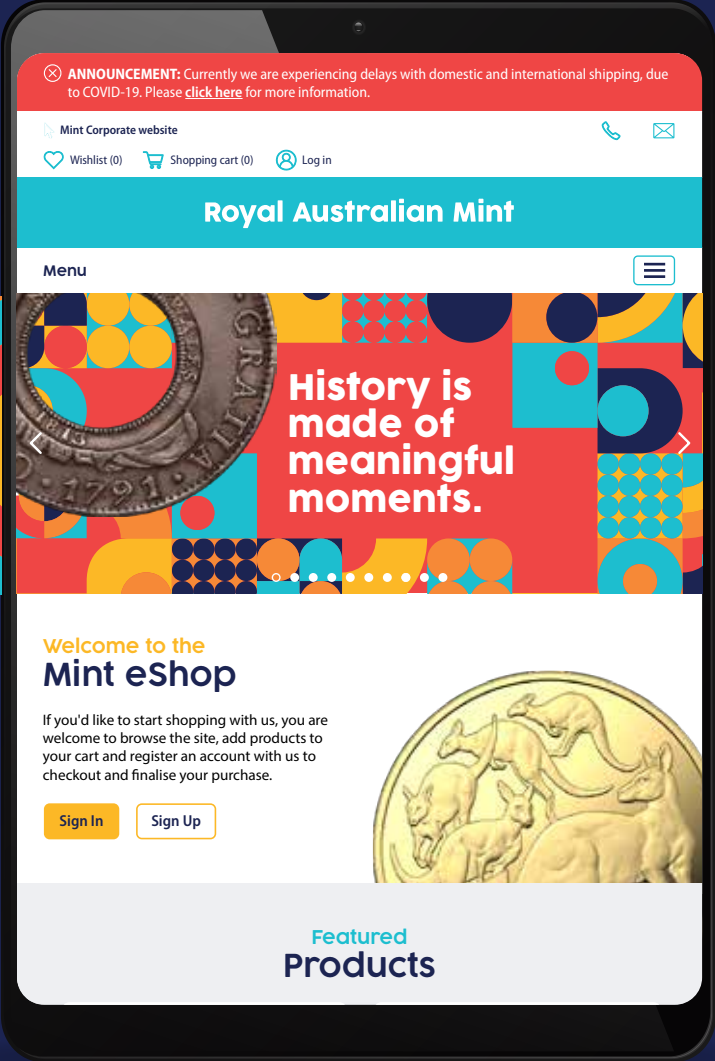 ANNOUNCEMENT: Currently we are experiencing delays with domestic and international shipping, due
to COVID-19. Please click here for more information.
Mint Corporate website
Wishlist (0)
Shopping cart (0)
Log in
Royal Australian Mint
Menu
GRATIA
1791
History is
made of
meaningful
moments.
Welcome to the
Mint eShop
If you'd like to start shopping with us, you are
welcome to browse the site, add products to
your cart and register an account with us to
checkout and finalise your purchase.
Sign In
Sign Up
Featured
Products